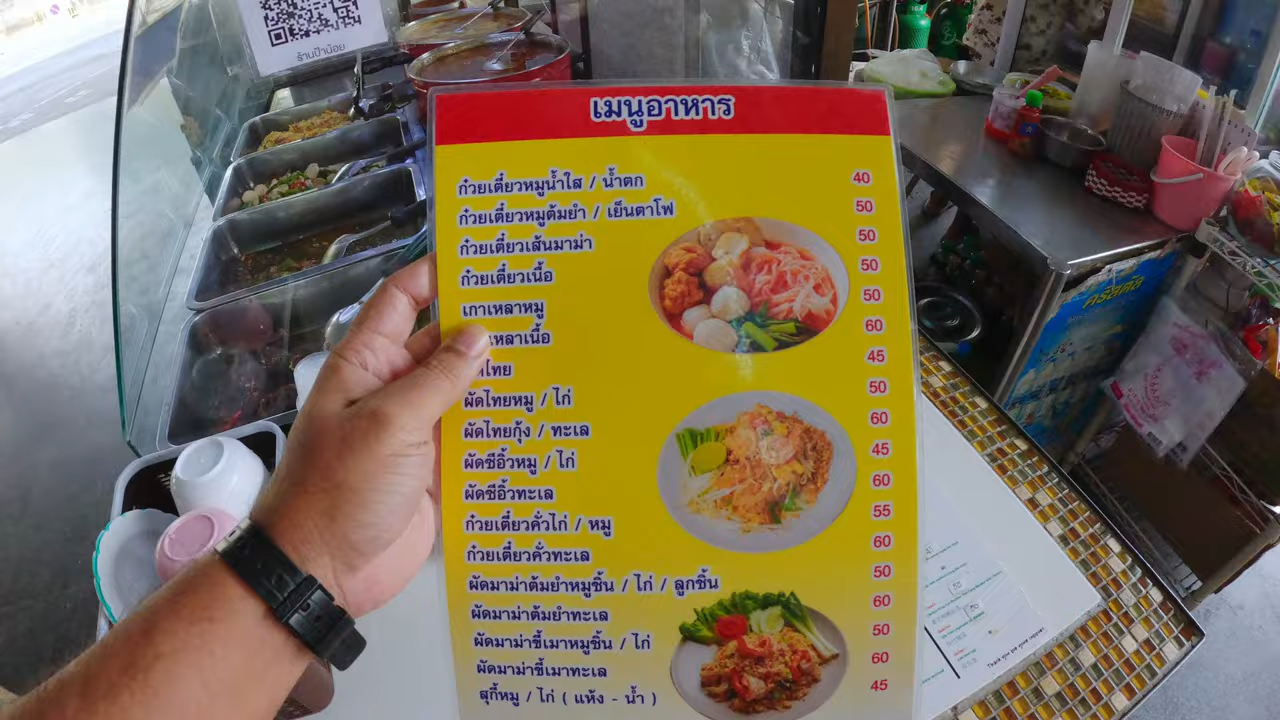 ร้านป้าน้อย
เมนูอาหาร
ก๋วยเตี๋ยวหมูน้ำใส / น้ำตก 40
ก๋วยเตี๋ยวหมูต้มยำ / เย็นตาโฟ 50
ก๋วยเตี๋ยวเส้นมาม่า 50
ก๋วยเตี๋ยวเนื้อ 50
เกาเหลาหมู 50
เหลาเนื้อ 60
ไทย 45
ผัดไทยหมู / ไก่ 50
ผัดไทยกุ้ง / ทะเล 60
ผัดซีอิ้วหมู / ไก่ 45
ผัดซีอิ้วทะเล 60
ก๋วยเตี๋ยวคั่วไก่ / หมู 55
ก๋วยเตี๋ยวคั่วทะเล 60
ผัดมาม่าต้มยำหมูชิ้น / ไก่ / ลูกชิ้น 50
ผัดมาม่าต้มยำทะเล 60
ผัดมาม่าขี้เมาหมูชิ้น / ไก่ 50
ผัดมาม่าขี้เมาทะเล 60
สุกี้หมู / ไก่ ( แห้ง - น้ำ ) 45
คริสตัล